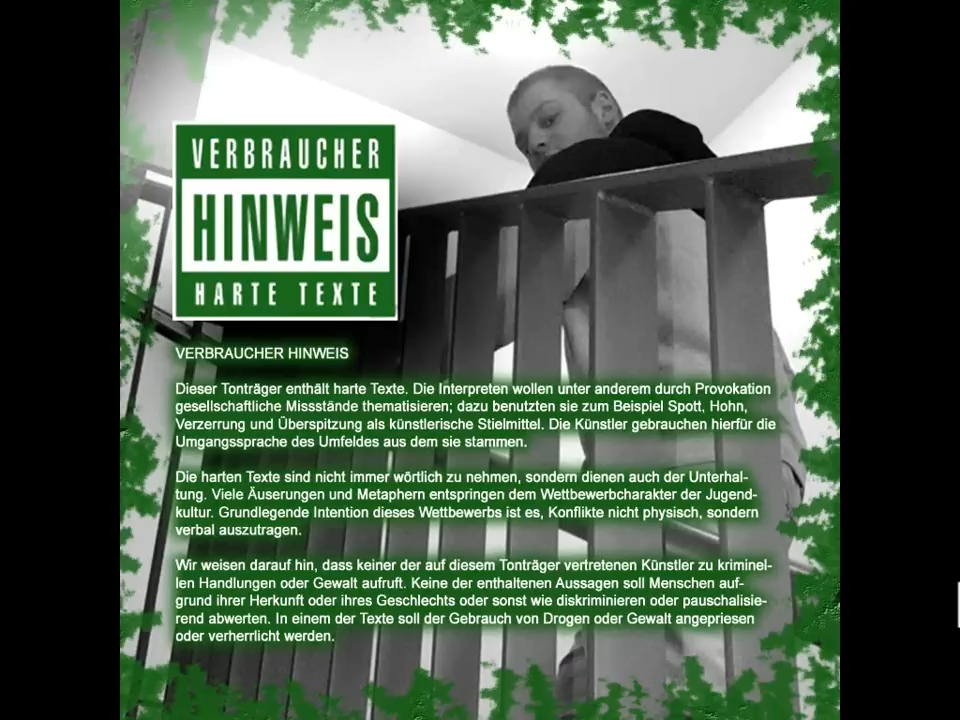 VERBRAUCHER
HINWEIS
HARTE TEXTE
VERBRAUCHER HINWEIS
Dieser Tonträger enthält harte Texte. Die Interpreten wollen unter anderem durch Provokation
gesellschaftliche Missstände thematisieren; dazu benutzten sie zum Beispiel Spott, Hohn,
Verzerrung und Überspitzung als künstlerische Stielmittel. Die Künstler gebrauchen hierfür die
Umgangssprache des Umfeldes aus dem sie stammen.
Die harten Texte sind nicht immer wörtlich zu nehmen, sondern dienen auch der Unterhal-
tung. Viele Äuserungen und Metaphern entspringen dem Wettbewerbcharakter der Jugend-
kultur. Grundlegende Intention dieses Wettbewerbs ist es, Konflikte nicht physisch, sondern
verbal auszutragen.
Wir weisen darauf hin, dass keiner der auf diesem Tonträger vertretenen Künstler zu kriminel-
len Handlungen oder Gewalt aufruft. Keine der enthaltenen Aussagen soll Menschen auf-
grund ihrer Herkunft oder ihres Geschlechts oder sonst wie diskriminieren oder pauschalisie-
rend abwerten. In einem der Texte soll der Gebrauch von Drogen oder Gewalt angepriesen
oder verherrlicht werden.